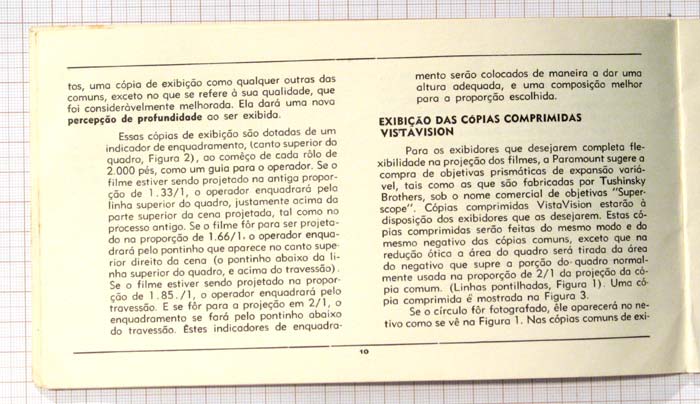 tos, uma cópia de exibição como qualquer outras das
comuns, exceto no que se refere à sua qualidade, que
foi consideràvelmente melhorada. Ela dará uma nova
percepção de profundidade ao ser exibida.
Essas cópias de exibição são dotadas de um
indicador de enquadramento, (canto superior do
quadro, Figura 2), ao comêço de cada rôlo de
2.000 pés, como um guia para o operador. Se o
filme estiver sendo projetado na antiga propor-
ção de 1.33/1, o operador enquadrará pela
linha superior do quadro, justamente acima da
parte superior da cena projetada, tal como no
processo antigo. Se o filme fôr para ser projeta-
do na proporção de 1.66/1, o operador enqua-
drará pelo pontinho que aparece no canto supe-
rior direito da cena (o pontinho abaixo da li-
nha superior do quadro, e acima do travessão).
Se o filme estiver sendo projetado na propor-
ção de 1.85./1, o operador enquadrará pelo
travessão. E se fôr para a projeção em 2/1, o
enquadramento se fará pelo pontinho abaixo
do travessão. Êstes indicadores de enquadra-
mento serão colocados de maneira a dar uma
altura adequada, e uma composição melhor
para a proporção escolhida.
EXIBIÇÃO DAS CÓPIAS COMPRIMIDAS
VISTAVISION
Para os exibidores que desejarem completa fle-
xibilidade na projeção dos filmes, a Paramount sugere a
compra de objetivas prismáticas de expansão variá-
vel, tais como as que são fabricadas por Tushinsky
Brothers, sob o nome comercial de objetivas "Super-
scope". Cópias comprimidas VistaVision estarão à
disposição dos exibidores que as desejarem. Estas có-
pias comprimidas serão feitas do mesmo modo e do
mesmo negativo das cópias comuns, exceto que na
redução ótica a área do quadro será tirada da área
do negativo que supre a porção do quadro normal-
mente usada na proporção de 2/1 da projeção da có-
pia comum. (Linhas pontilhadas, Figura 1). Uma có-
pia comprimida é mostrada na Figura 3.
Se o círculo fôr fotografado, êle aparecerá no ne-
tivo como se vê na Figura 1. Nas cópias comuns de exi-
10